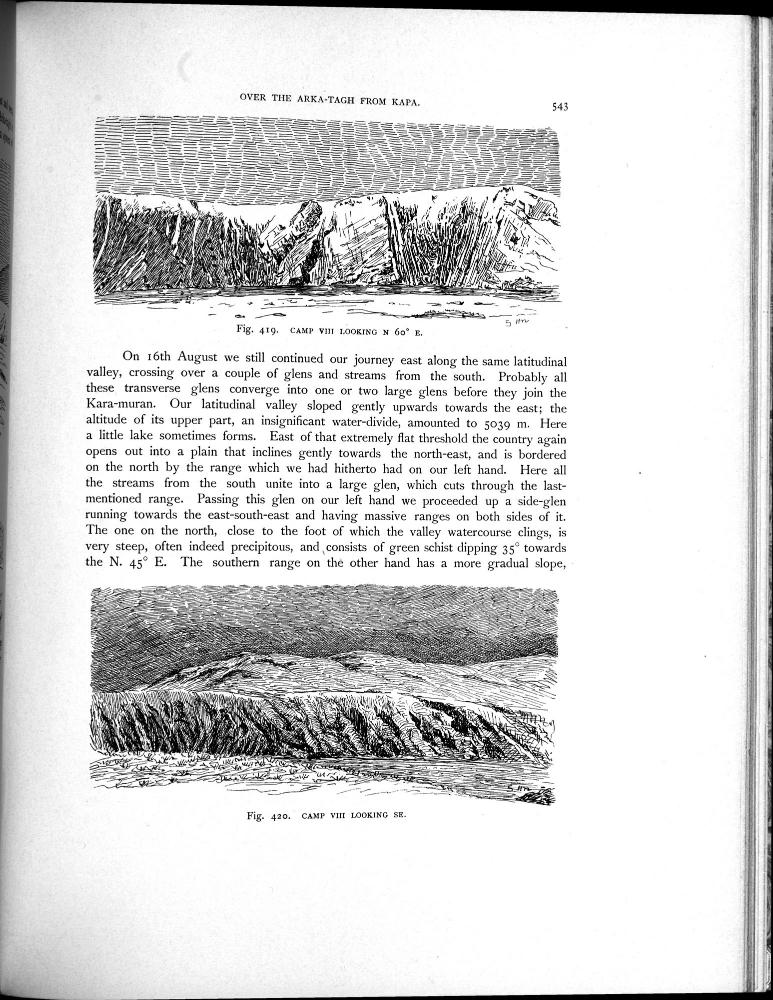 OVER THE ARKA-TAGH FROM KAPA.
543
Fig. 419. CAMP VIII LOOKING N 60° E.
On 16th August we still continued our journey east along the same latitudinal
valley, crossing over a couple of glens and streams from the south. Probably all
these transverse glens converge into one or two large glens before they join the
Kara-muran. Our latitudinal valley sloped gently upwards towards the east; the
altitude of its upper part, an insignificant water-divide, amounted to 5039 m. Here
a little lake sometimes forms. East of that extremely flat threshold the country again
opens out into a plain that inclines gently towards the north-east, and is bordered
on the north by the range which we had hitherto had on our left hand. Here all
the streams from the south unite into a large glen, which cuts through the last-
mentioned range. Passing this glen on our left hand we proceeded up a side-glen
running towards the east-south-east and having massive ranges on both sides of it.
The one on the north, close to the foot of which the valley watercourse clings, is
very steep, often indeed precipitous, and consists of green schist dipping 35° towards
the N. 45° E. The southern range on the other hand has a more gradual slope,
Fig. 420. CAMP VIII LOOKING SE.